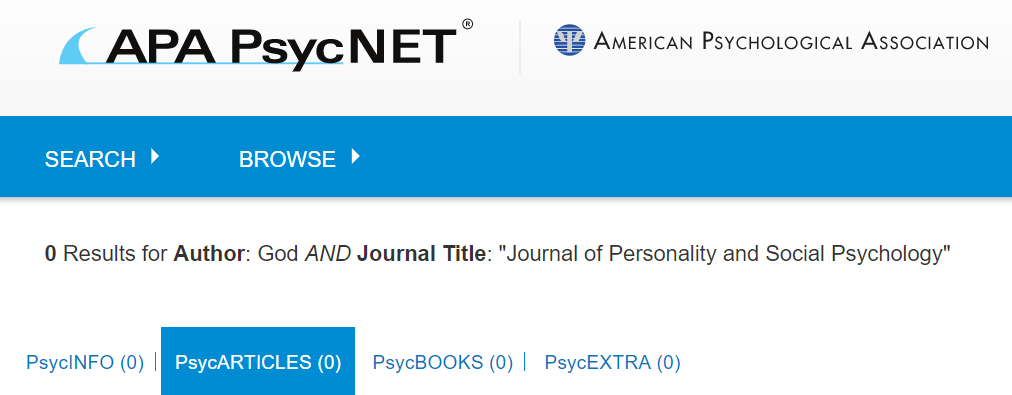 APA PsycNET® AMERICAN PSYCHOLOGICAL ASSOCIATION
SEARCH BROWSE
0 Results for Author: God AND Journal Title: "Journal of Personality and Social Psychology"
PsycINFO (0) | PsycARTICLES (0) PsycBOOKS (0) | PsycEXTRA (0)